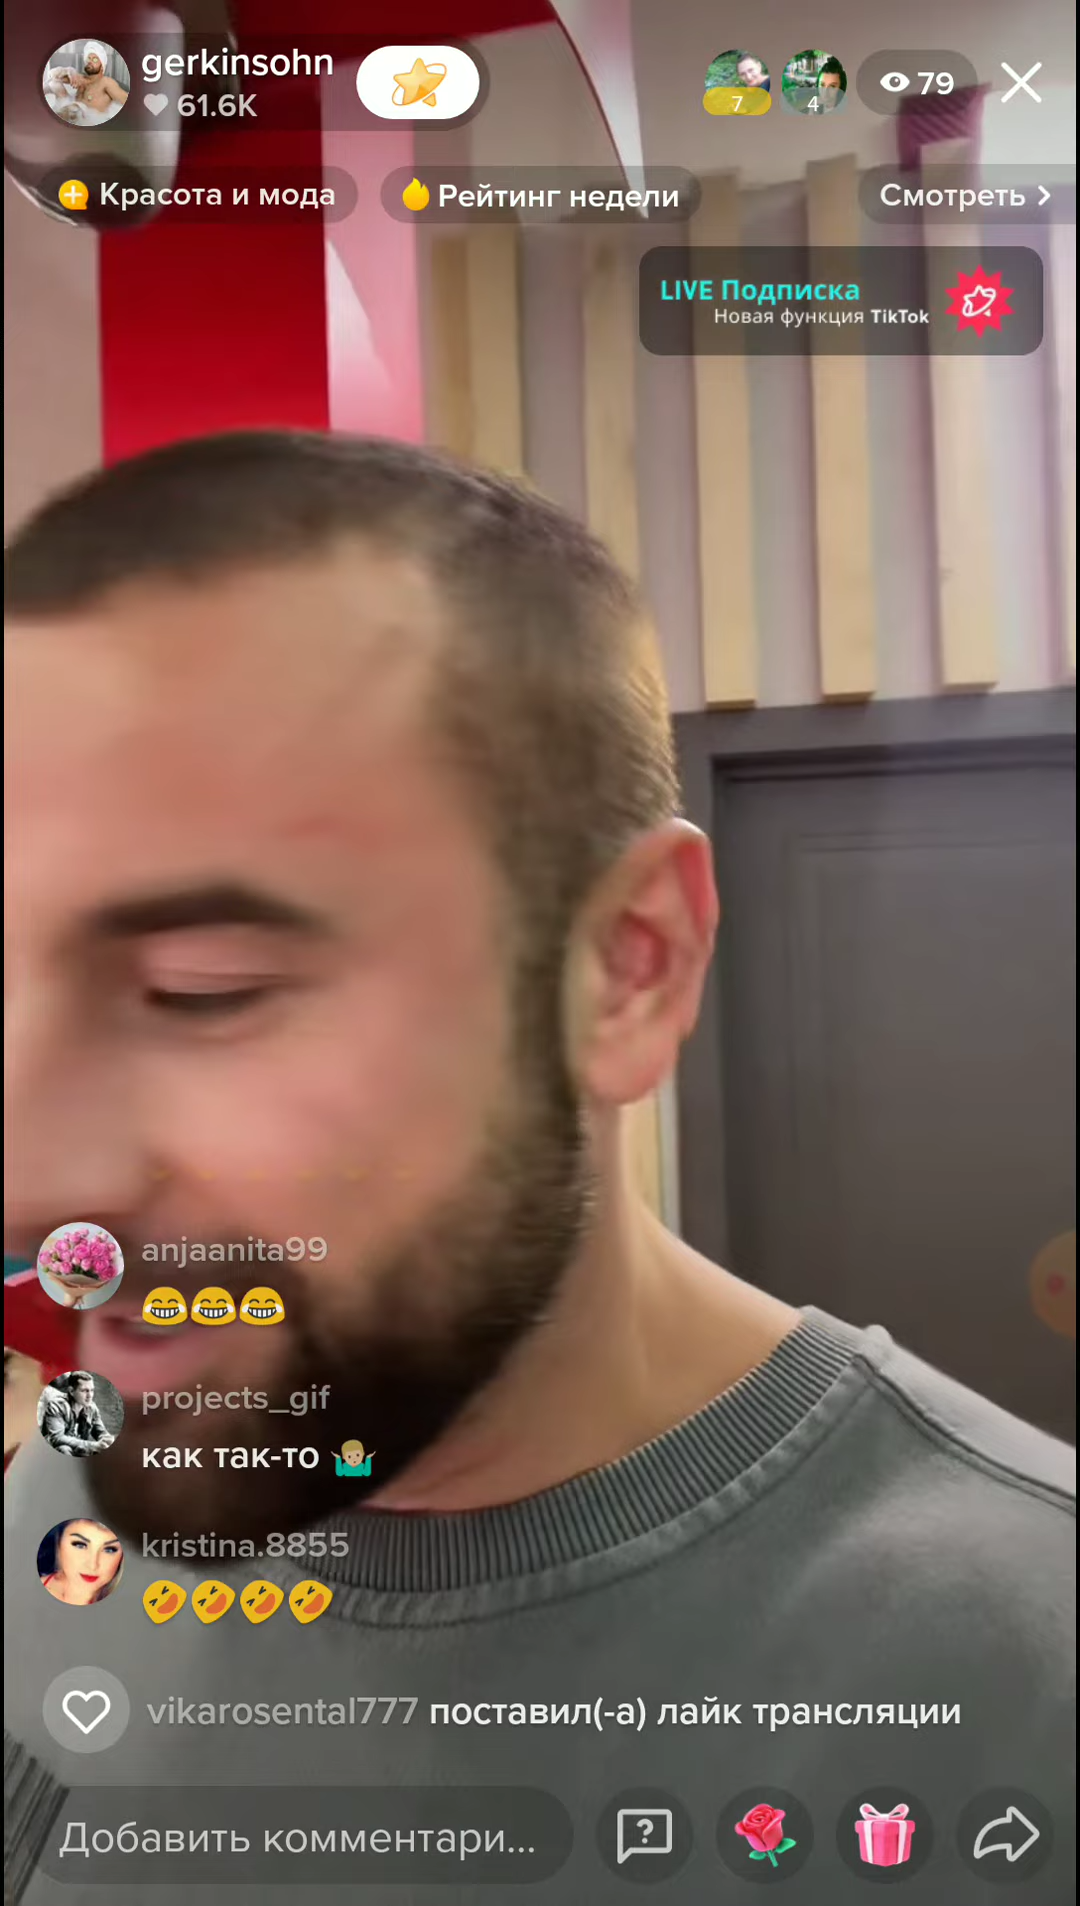 gerkinsohn
61.6K
7
4
79
Красота и мода
Рейтинг недели
Смотреть >
LIVE Подписка
Новая функция TikTok
anjaanita99
😂😂😂
projects_gif
как так-то 🤷🏼‍♂️
kristina.8855
🤣🤣🤣🤣
vikarosental777 поставил(-а) лайк трансляции
Добавить комментари...